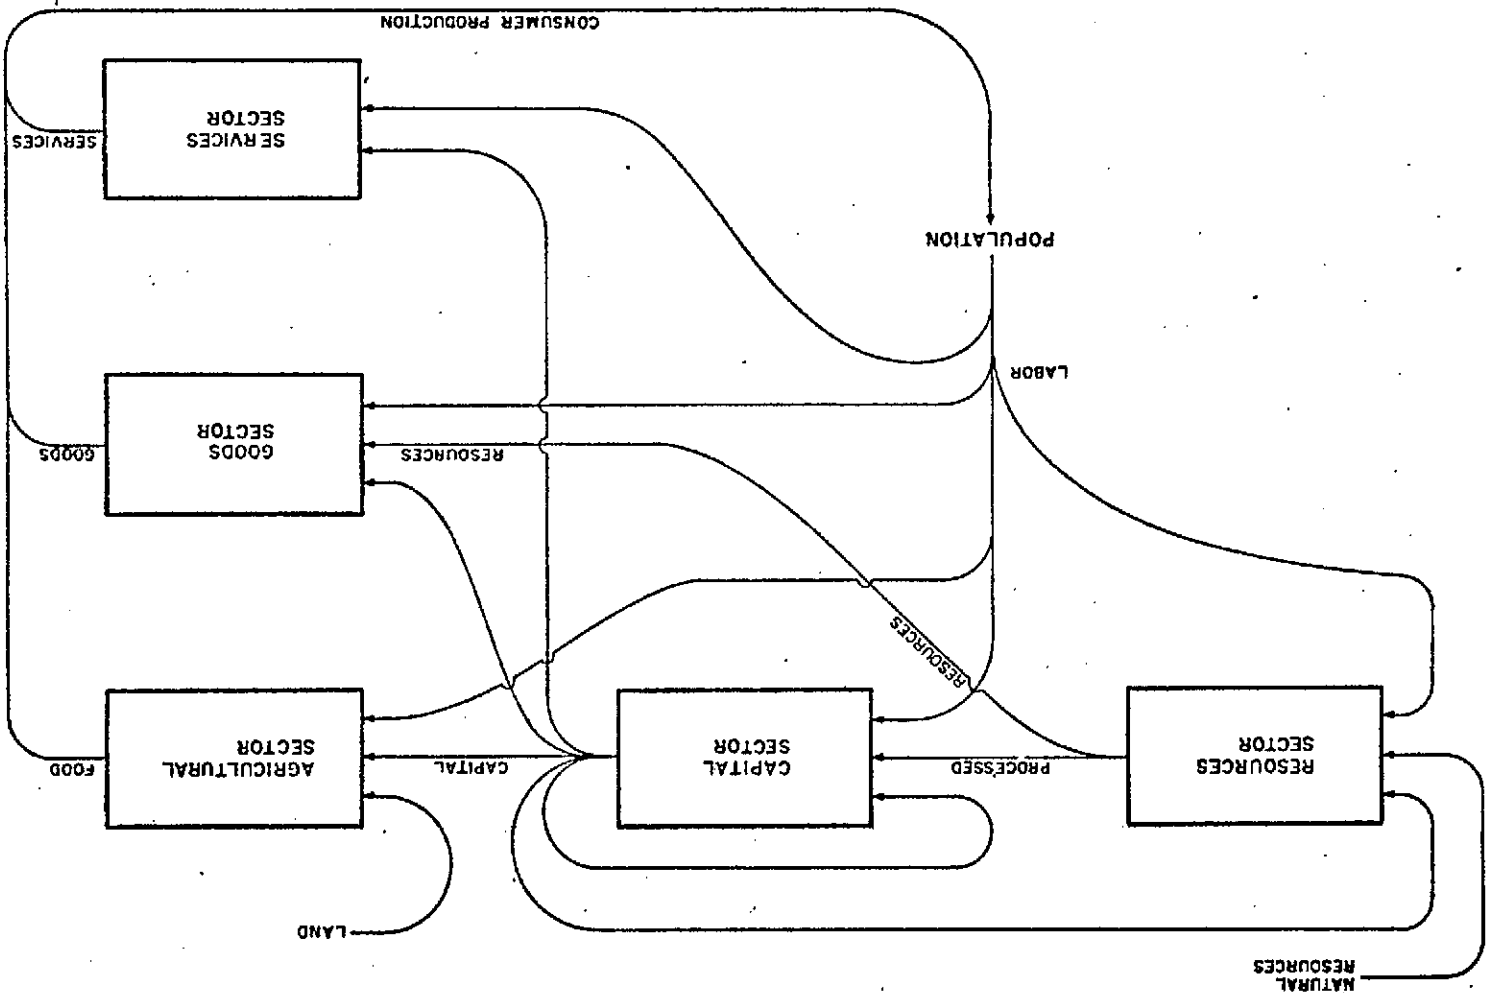 NATURAL
RESOURCES
LAND
RESOURCES
SECTOR
PROCESSED
RESOURCES
CAPITAL
SECTOR
CAPITAL
AGRICULTURAL
SECTOR
FOOD
LABOR
RESOURCES
GOODS
SECTOR
GOODS
POPULATION
SERVICES
SECTOR
SERVICES
CONSUMER PRODUCTION